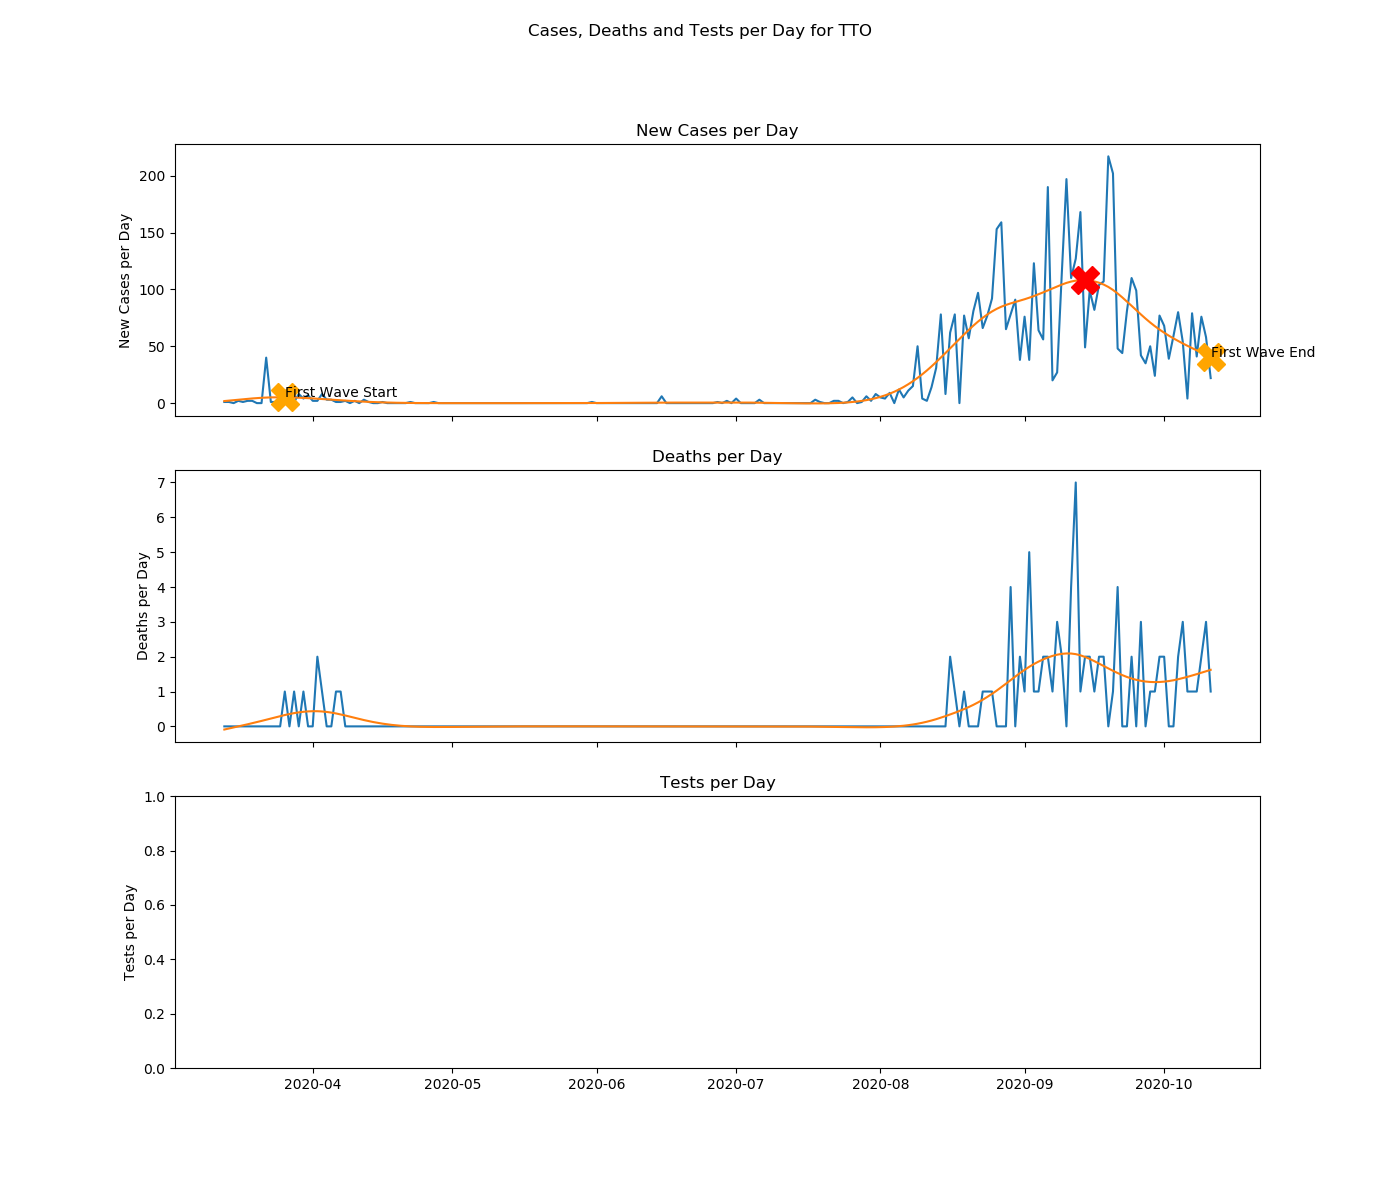 Cases, Deaths and Tests per Day for TTO
New Cases per Day
New Cases per Day
200
150
100
50
0
First Wave Start
First Wave End
Deaths per Day
Deaths per Day
7
6
5
4
3
2
1
0
Tests per Day
Tests per Day
1.0
0.8
0.6
0.4
0.2
0.0
2020-04 2020-05 2020-06 2020-07 2020-08 2020-09 2020-10